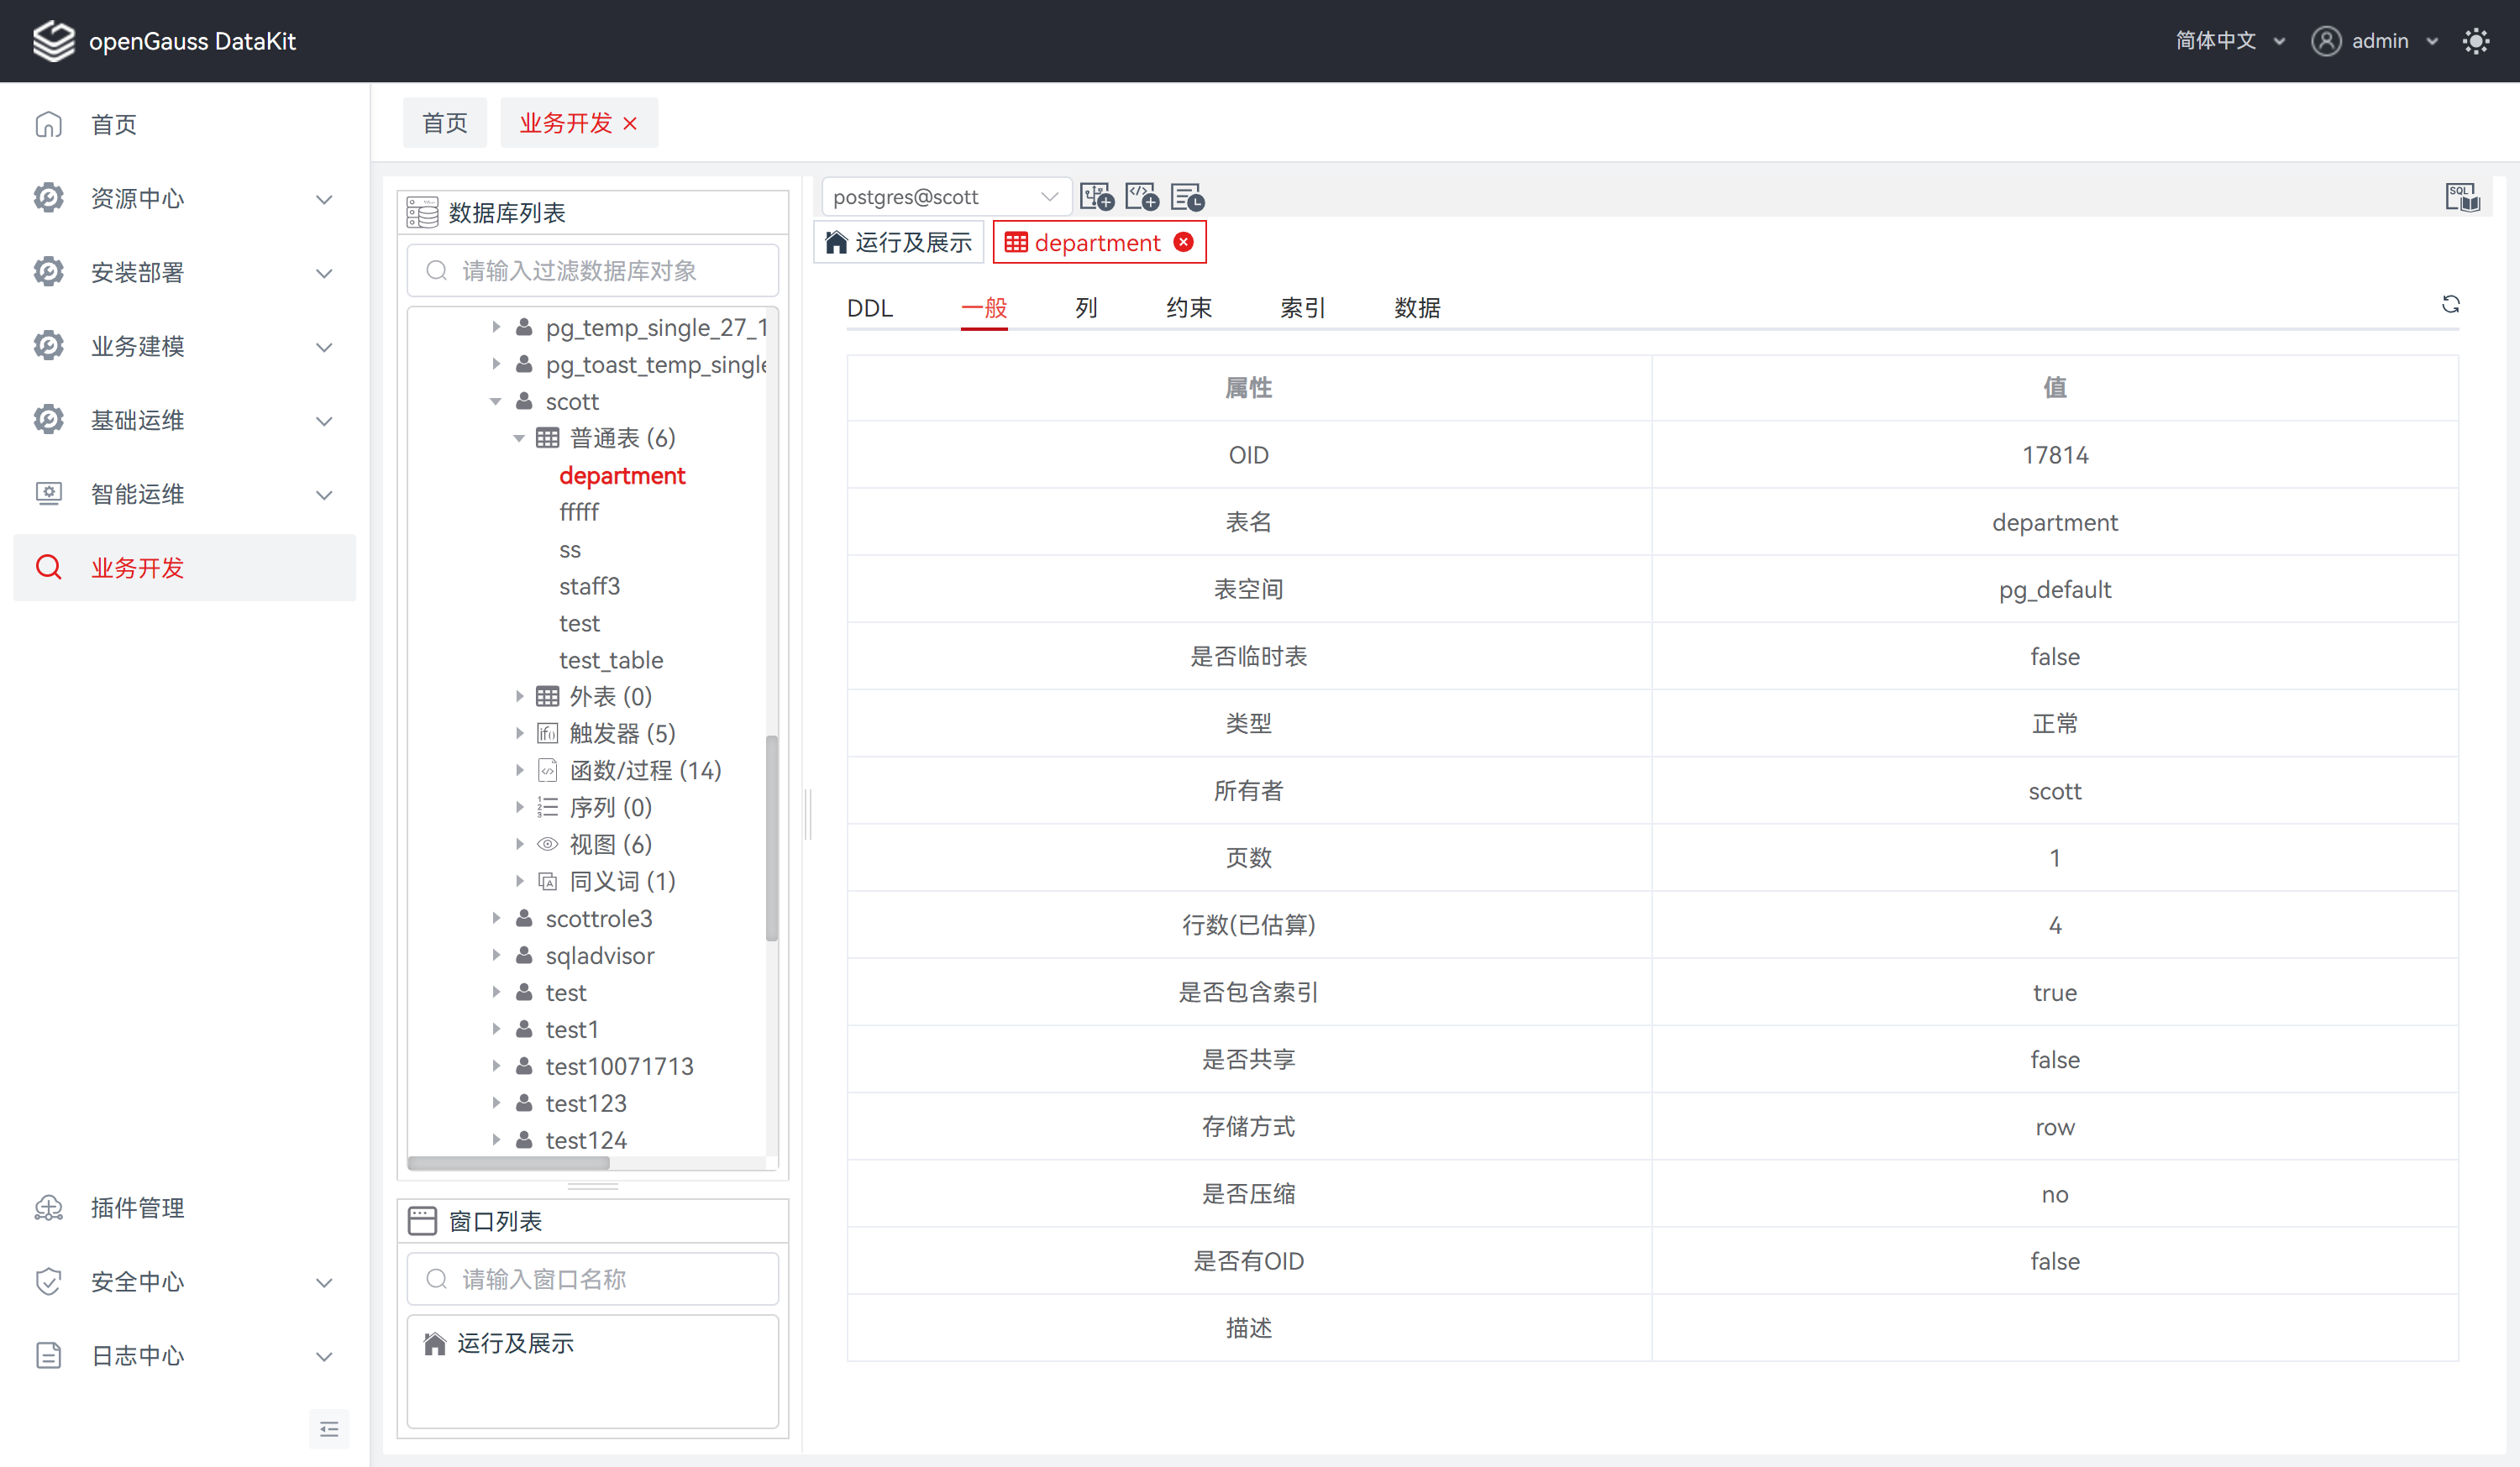 openGauss DataKit
简体中文
admin
首页
资源中心
安装部署
业务建模
基础运维
智能运维
业务开发
插件管理
安全中心
日志中心
首页
业务开发
数据库列表
请输入过滤数据库对象
pg_temp_single_27_1
pg_toast_temp_single
scott
普通表 (6)
department
fffff
ss
staff3
test
test_table
外表 (0)
触发器 (5)
函数/过程 (14)
序列 (0)
视图 (6)
同义词 (1)
scottrole3
sqladvisor
test
test1
test10071713
test123
test124
窗口列表
请输入窗口名称
运行及展示
postgres@scott
SQL
运行及展示
department
DDL 一般 列 约束 索引 数据
属性 值
OID 17814
表名 department
表空间 pg_default
是否临时表 false
类型 正常
所有者 scott
页数 1
行数(已估算) 4
是否包含索引 true
是否共享 false
存储方式 row
是否压缩 no
是否有OID false
描述